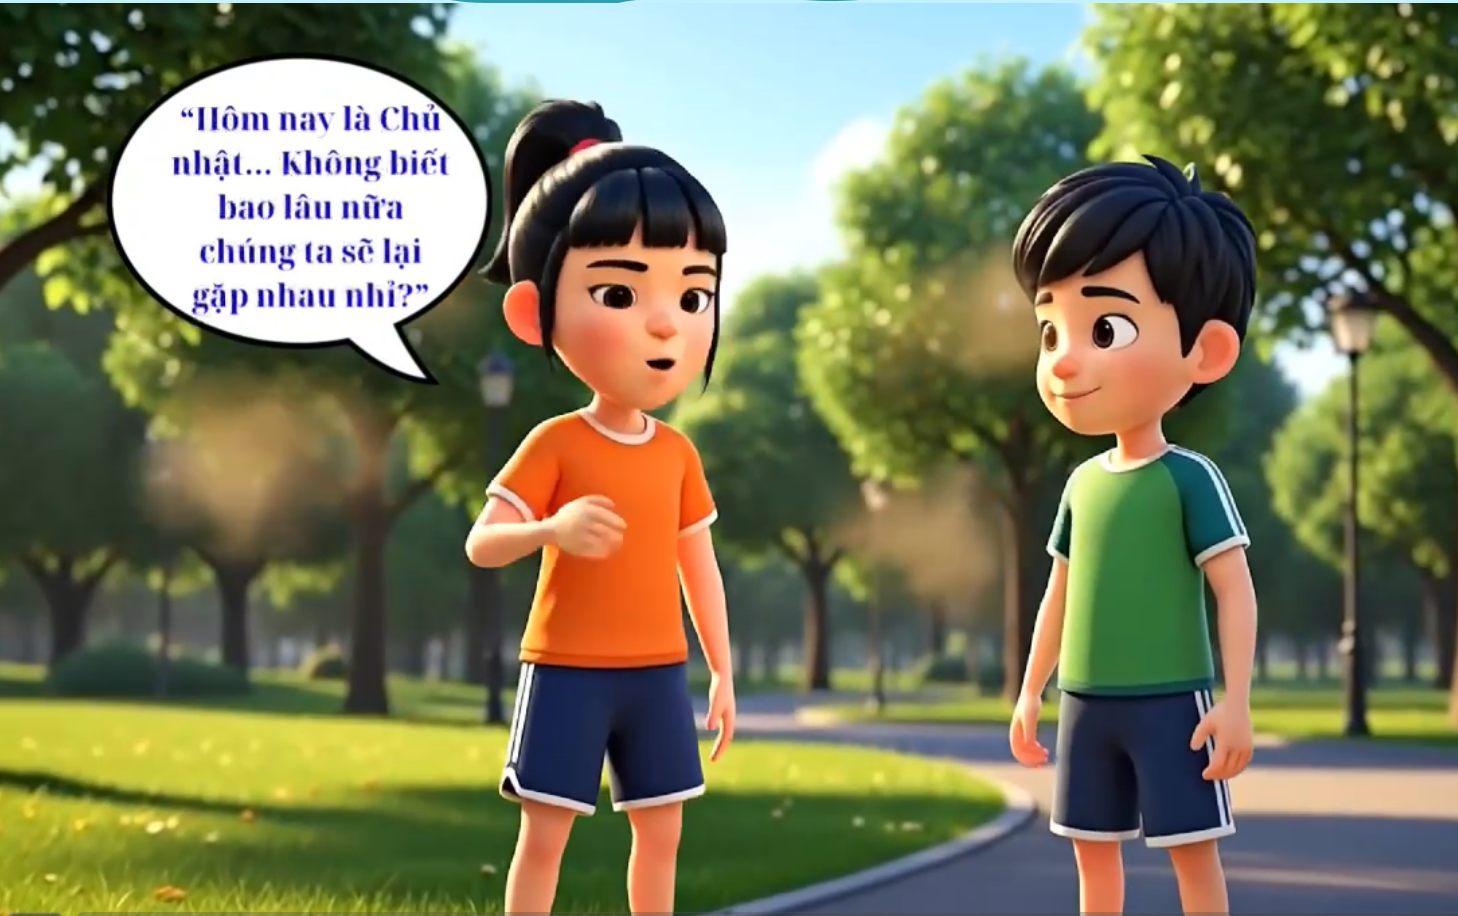 “Hôm nay là Chủ
nhật... Không biết
bao lâu nữa
chúng ta sẽ lại
gặp nhau nhỉ?”